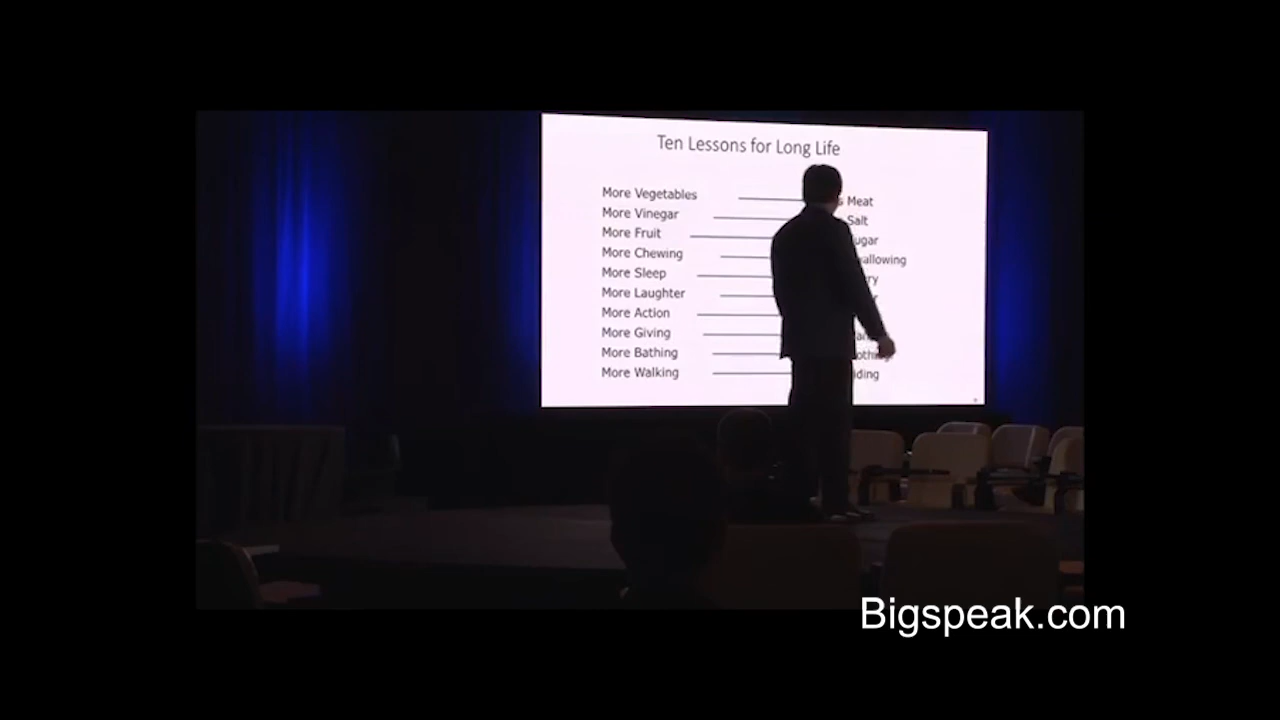 Ten Lessons for Long Life
More Vegetables Meat
More Vinegar Salt
More Fruit
More Chewing
More Sleep
More Laughter
More Action
More Giving
More Bathing
More Walking
Bigspeak.com